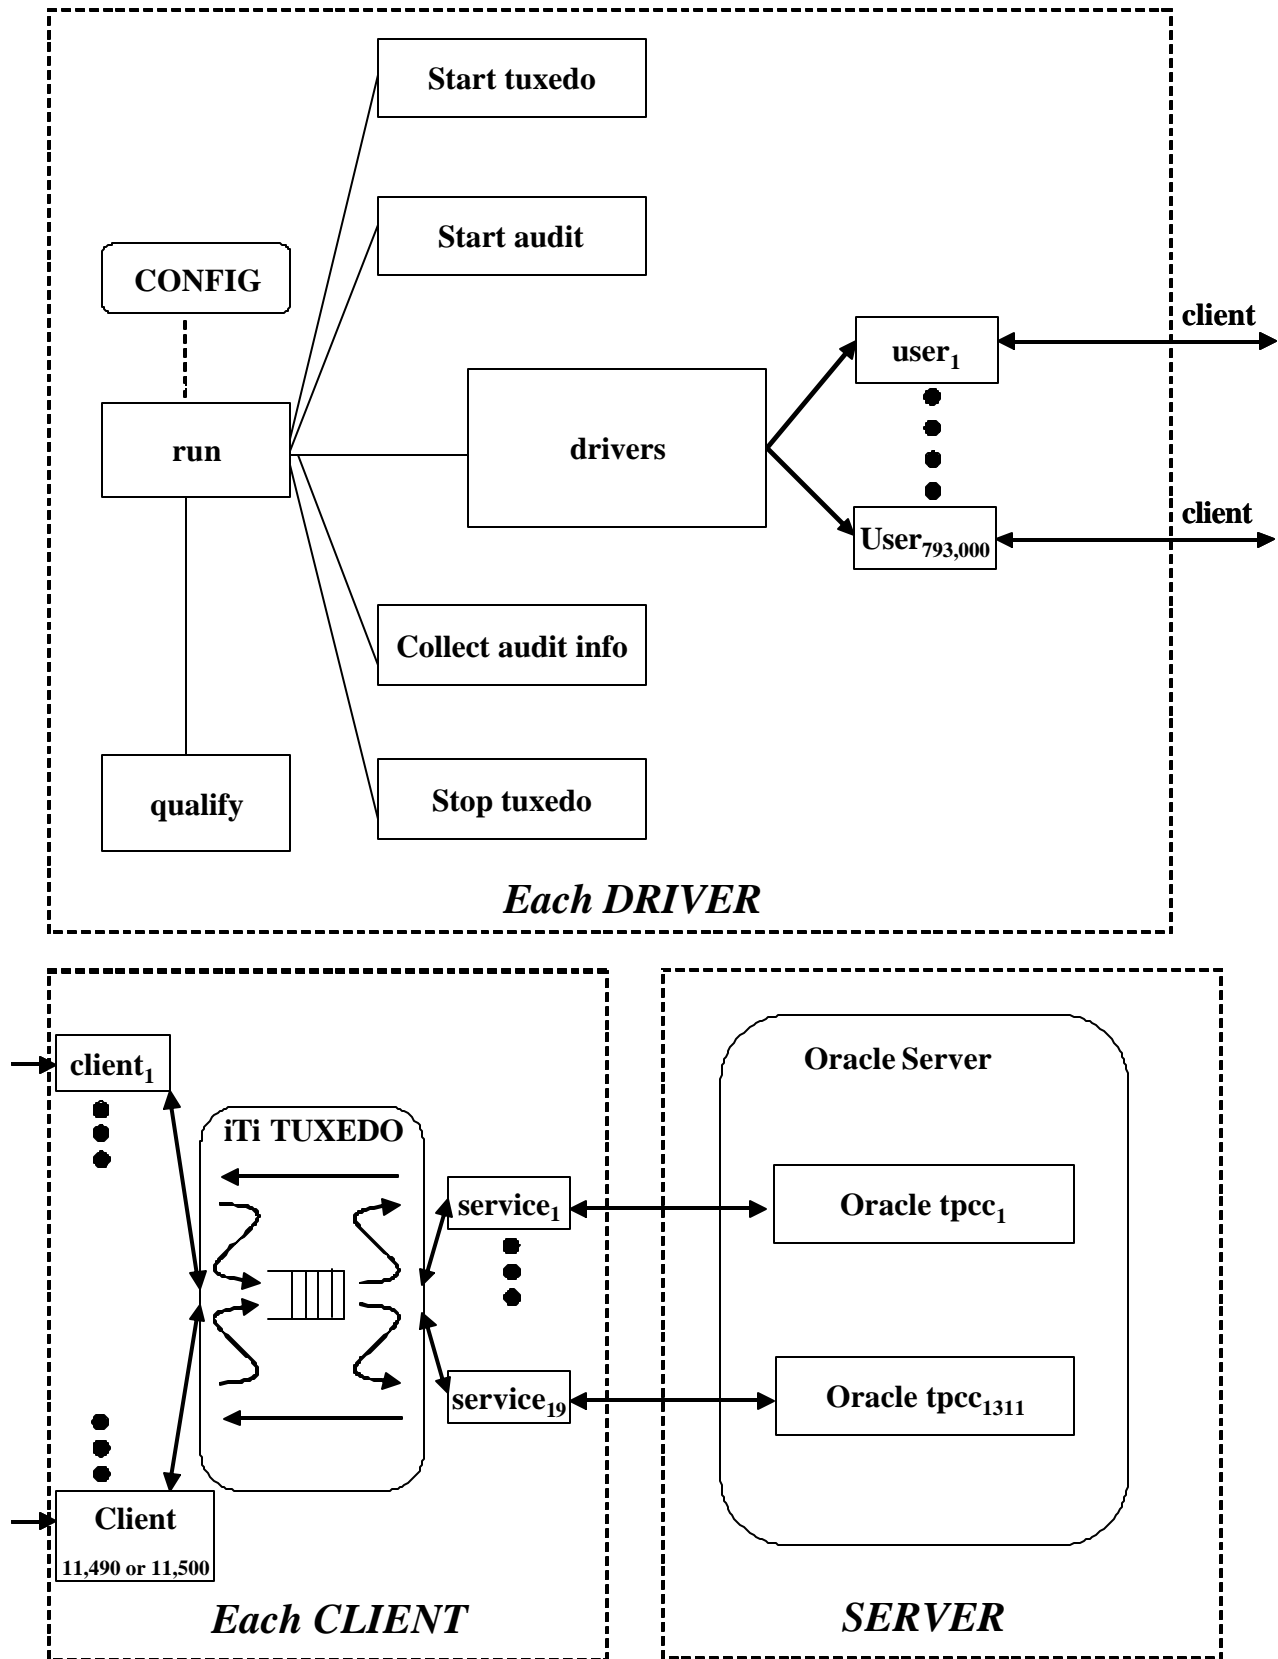 Start tuxedo
Start audit
CONFIG
client
user1
run
drivers
client
User793,000
Collect audit info
qualify
Stop tuxedo
Each DRIVER
client1
Oracle Server
iTi TUXEDO
service1
Oracle tpcc1
service19
Oracle tpcc1311
Client
11,490 or 11,500
Each CLIENT
SERVER